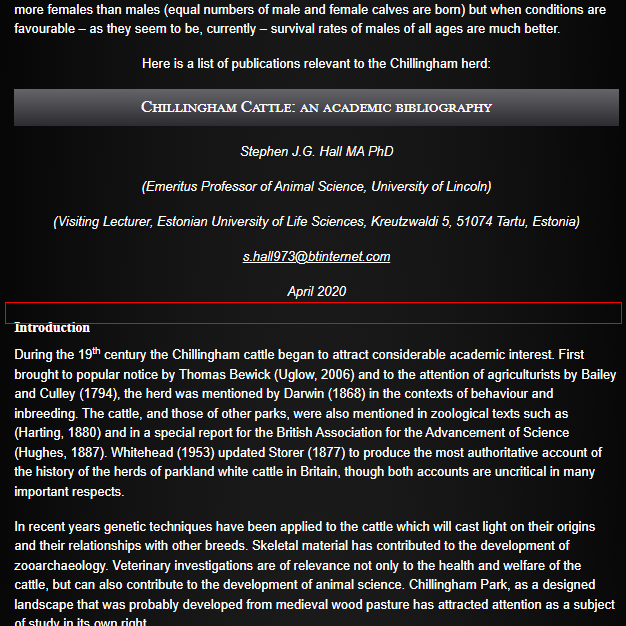 more females than males (equal numbers of male and female calves are born) but when conditions are
favourable – as they seem to be, currently – survival rates of males of all ages are much better.
Here is a list of publications relevant to the Chillingham herd:
Chillingham Cattle: an academic bibliography
Stephen J.G. Hall MA PhD
(Emeritus Professor of Animal Science, University of Lincoln)
(Visiting Lecturer, Estonian University of Life Sciences, Kreutzwaldi 5, 51074 Tartu, Estonia)
s.hall973@btinternet.com
April 2020
Introduction
During the 19th century the Chillingham cattle began to attract considerable academic interest. First
brought to popular notice by Thomas Bewick (Uglow, 2006) and to the attention of agriculturists by Bailey
and Culley (1794), the herd was mentioned by Darwin (1868) in the contexts of behaviour and
inbreeding. The cattle, and those of other parks, were also mentioned in zoological texts such as
(Harting, 1880) and in a special report for the British Association for the Advancement of Science
(Hughes, 1887). Whitehead (1953) updated Storer (1877) to produce the most authoritative account of
the history of the herds of parkland white cattle in Britain, though both accounts are uncritical in many
important respects.
In recent years genetic techniques have been applied to the cattle which will cast light on their origins
and their relationships with other breeds. Skeletal material has contributed to the development of
zooarchaeology. Veterinary investigations are of relevance not only to the health and welfare of the
cattle, but can also contribute to the development of animal science. Chillingham Park, as a designed
landscape that was probably developed from medieval wood pasture has attracted attention as a subject
of study in its own right.